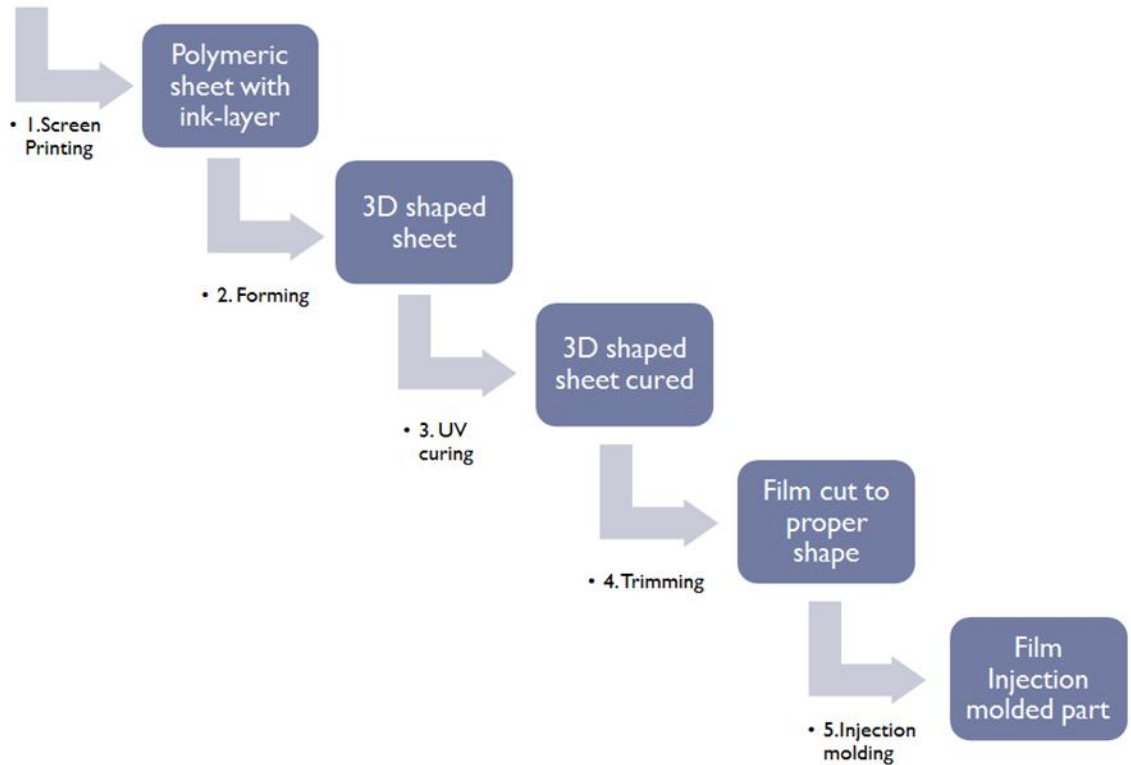 Polymeric
sheet with
ink-layer
• 1.Screen
Printing
3D shaped
sheet
• 2. Forming
3D shaped
sheet cured
• 3. UV
curing
Film cut to
proper
shape
• 4. Trimming
Film
Injection
molded part
• 5.Injection
molding